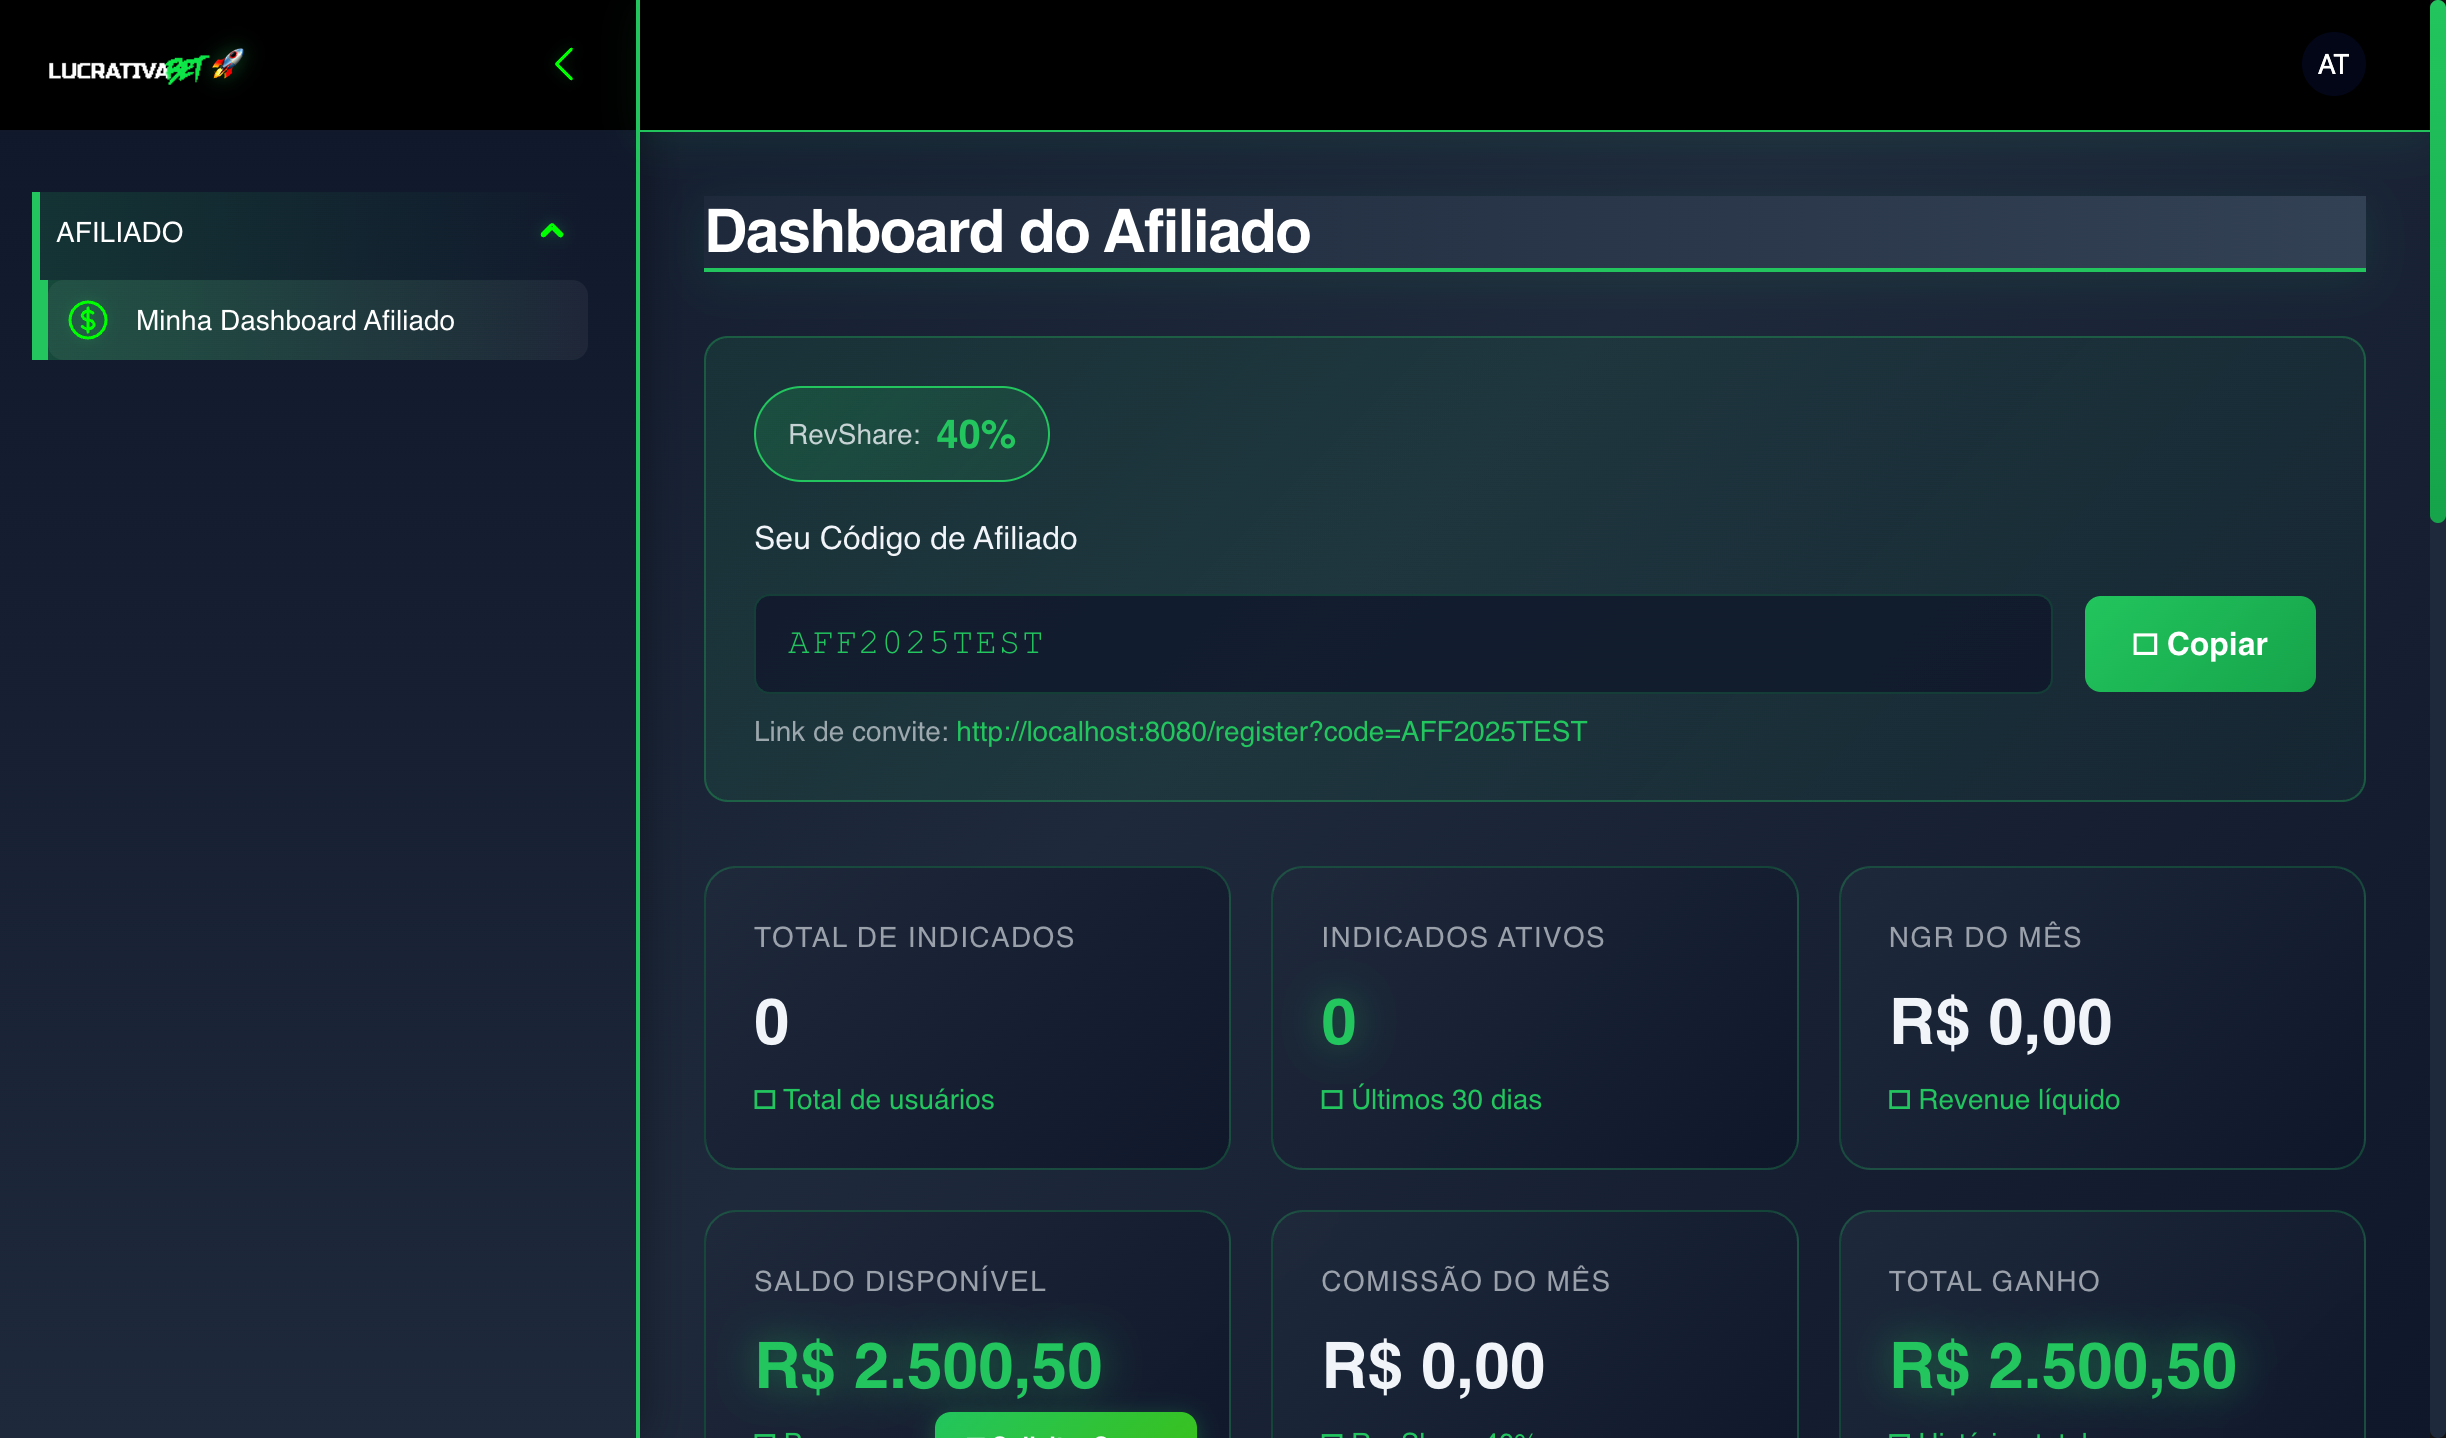 LUCRATIVABET
AT
AFILIADO
Minha Dashboard Afiliado
Dashboard do Afiliado
RevShare: 40%
Seu Código de Afiliado
AFF2025TEST
Copiar
Link de convite: http://localhost:8080/register?code=AFF2025TEST
TOTAL DE INDICADOS
0
Total de usuários
INDICADOS ATIVOS
0
Últimos 30 dias
NGR DO MÊS
R$ 0,00
Revenue líquido
SALDO DISPONÍVEL
R$ 2.500,50
COMISSÃO DO MÊS
R$ 0,00
TOTAL GANHO
R$ 2.500,50